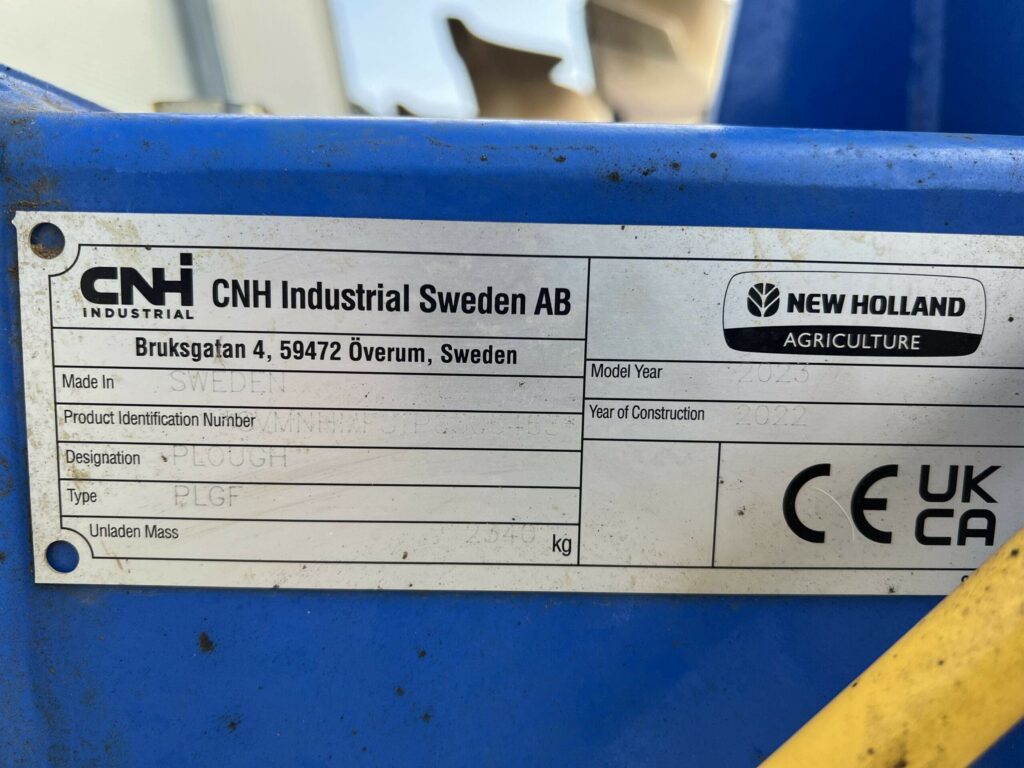 CNHi
INDUSTRIAL
CNH Industrial Sweden AB
Bruksgatan 4, 59472 Överum, Sweden
Made In SWEDEN
Product Identification Number
Designation PLOUGH
Type PLGF
Unladen Mass 2340 kg
NEW HOLLAND
AGRICULTURE
Model Year 2023
Year of Construction 2022
CE
UK
CA